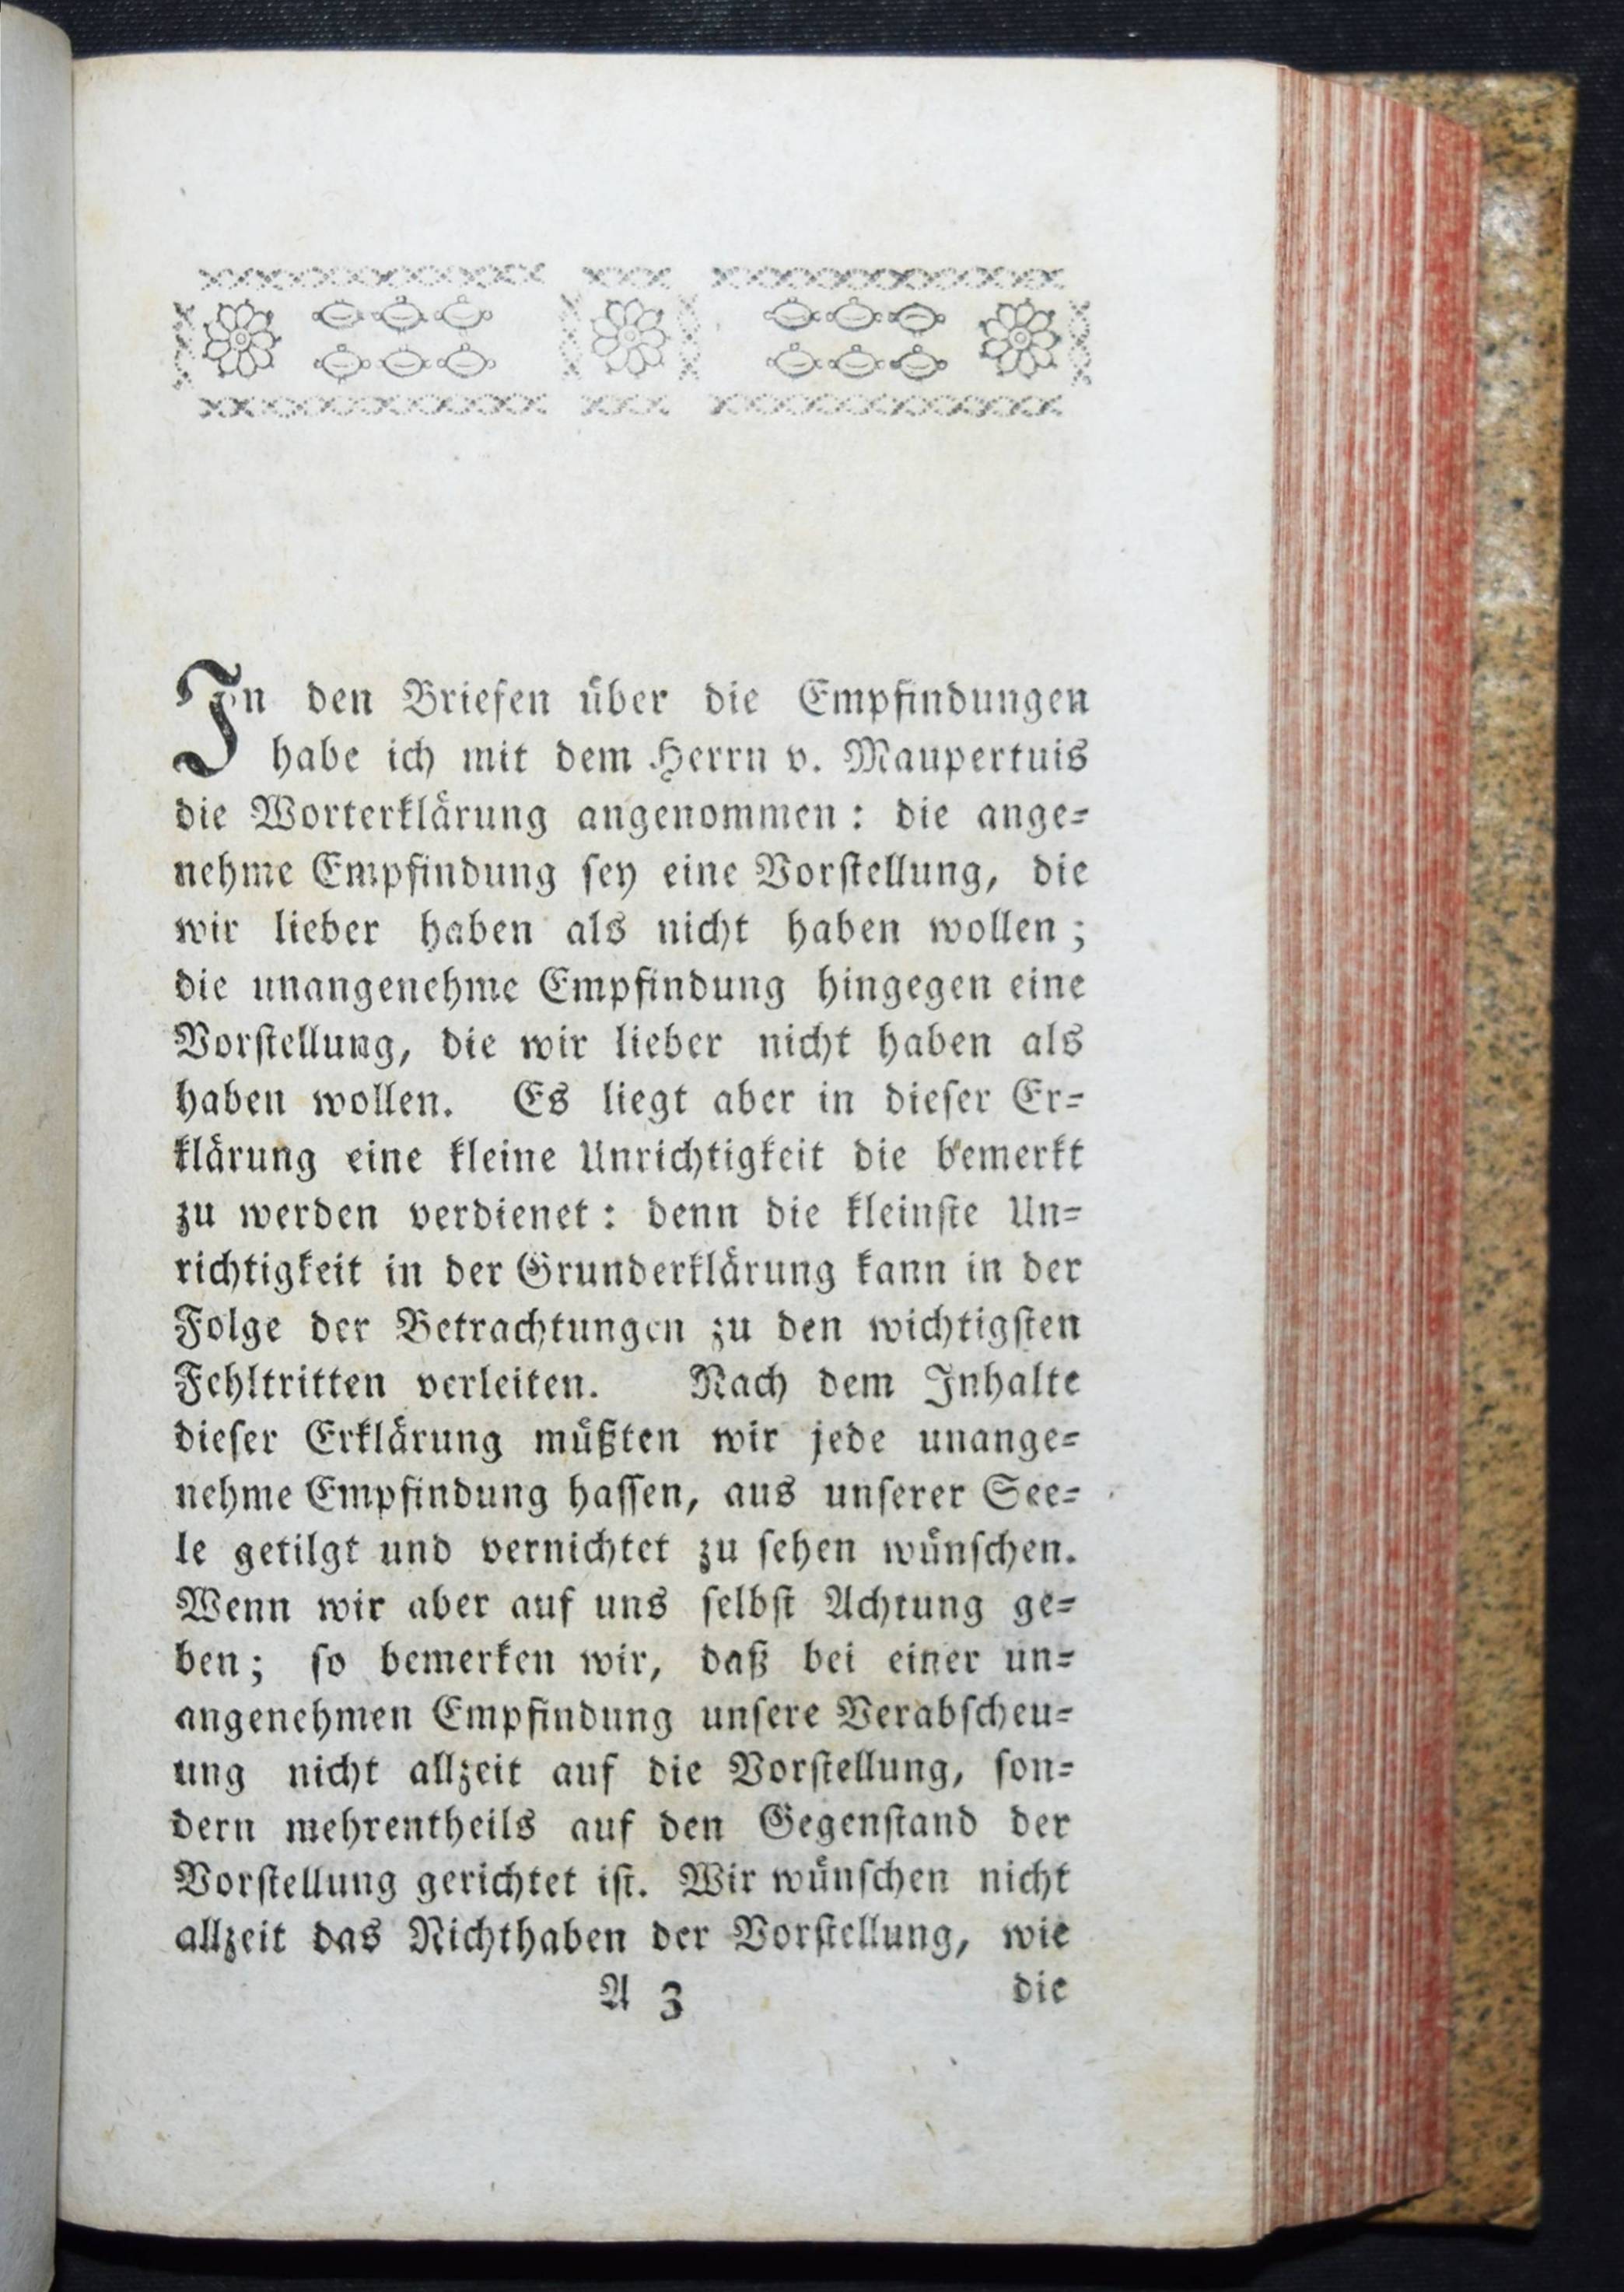 In den Briefen über die Empfindungen
habe ich mit dem Herrn v. Maupertuis
die Worterklärung angenommen: die ange⸗
nehme Empfindung ſey eine Vorſtellung, die
wir lieber haben als nicht haben wollen;
die unangenehme Empfindung hingegen eine
Vorſtellung, die wir lieber nicht haben als
haben wollen. Es liegt aber in dieſer Er⸗
klärung eine kleine Unrichtigkeit die bemerkt
zu werden verdienet: denn die kleinſte Un⸗
richtigkeit in der Grunderklärung kann in der
Folge der Betrachtungen zu den wichtigſten
Fehltritten verleiten. Nach dem Inhalte
dieſer Erklärung müßten wir jede unange⸗
nehme Empfindung haſſen, aus unſerer See⸗
le getilgt und vernichtet zu ſehen wünſchen.
Wenn wir aber auf uns ſelbſt Achtung ge⸗
ben; ſo bemerken wir, daß bei einer un⸗
angenehmen Empfindung unſere Verabſcheu⸗
ung nicht allzeit auf die Vorſtellung, ſon⸗
dern mehrentheils auf den Gegenſtand der
Vorſtellung gerichtet iſt. Wir wünſchen nicht
allzeit das Nichthaben der Vorſtellung, wie
A 3 die